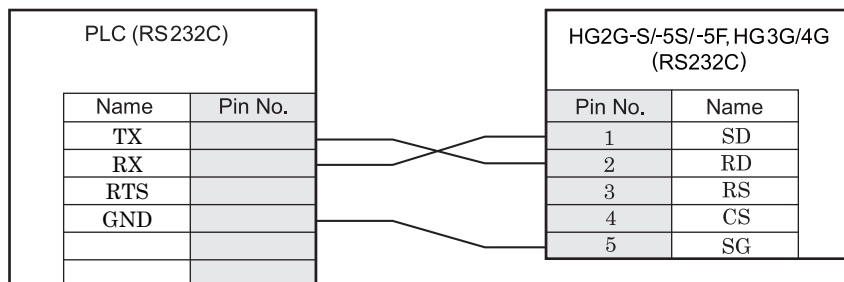 PLC (RS232C)
Name Pin No.
TX
RX
RTS
GND
HG2G-S/-5S/-5F, HG3G/4G
(RS232C)
Pin No. Name
1 SD
2 RD
3 RS
4 CS
5 SG